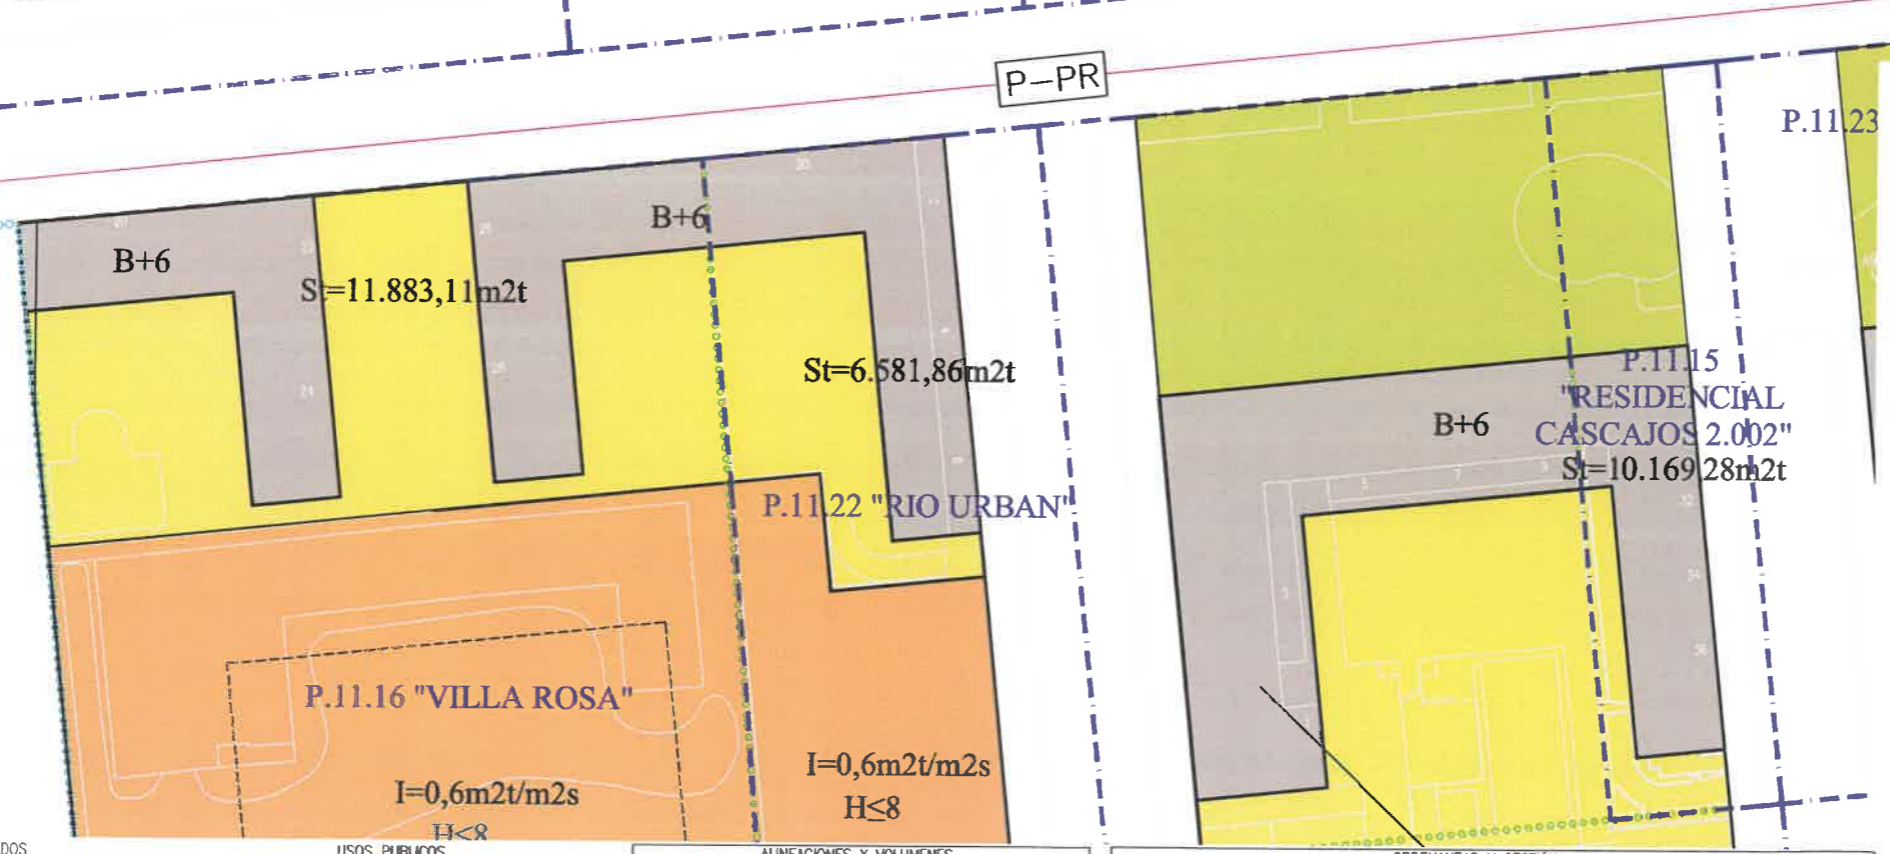 P-PR
P.11.23
B+6
B+6
St=11.883,11m2t
St=6.581,86m2t
P.11.15
"RESIDENCIAL
CASCAJOS 2.002"
St=10.169,28m2t
B+6
P.11.22 "RIO URBAN"
P.11.16 "VILLA ROSA"
I=0,6m2t/m2s
H≤8
I=0,6m2t/m2s
H≤8
USOS PUBLICOS
ALINEACIONES Y VOLUMENES